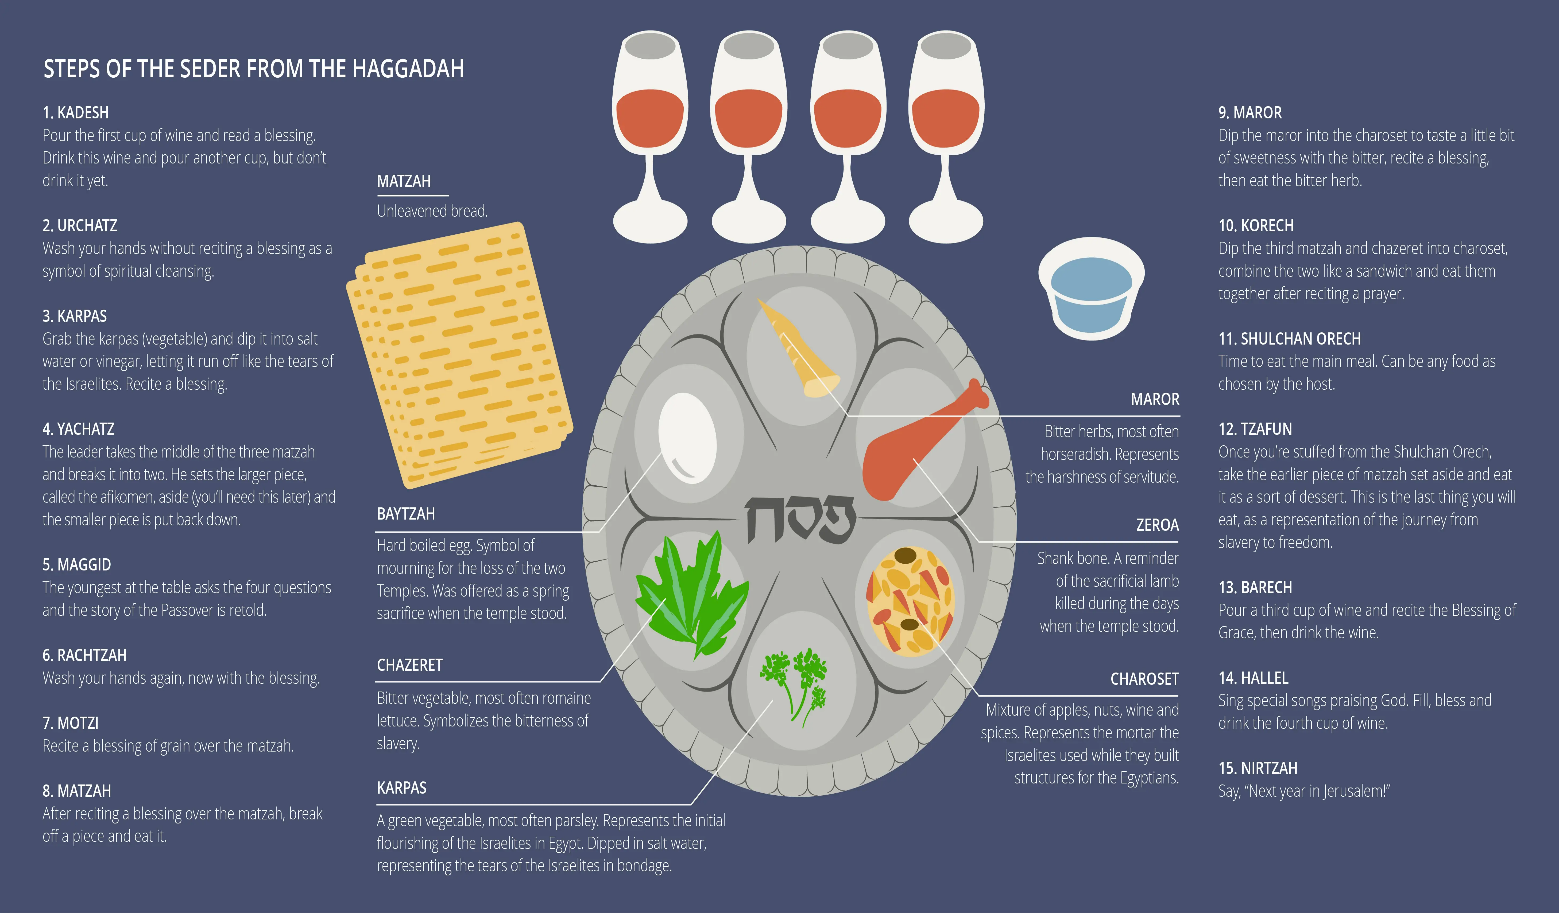 STEPS OF THE SEDER FROM THE HAGGADAH
1. KADESH
Pour the first cup of wine and read a blessing.
Drink this wine and pour another cup, but don't
drink it yet.
2. URCHATZ
Wash your hands without reciting a blessing as a
symbol of spiritual cleansing.
3. KARPAS
Grab the karpas (vegetable) and dip it into salt
water or vinegar, letting it run off like the tears of
the Israelites. Recite a blessing.
4. YACHATZ
The leader takes the middle of the three matzah
and breaks it into two. He sets the larger piece,
called the afikomen, aside (you'll need this later) and
the smaller piece is put back down.
5. MAGGID
The youngest at the table asks the four questions
and the story of the Passover is retold.
6. RACHTZAH
Wash your hands again, now with the blessing.
7. MOTZI
Recite a blessing of grain over the matzah.
8. MATZAH
After reciting a blessing over the matzah, break
off a piece and eat it.
MATZAH
Unleavened bread.
BAYTZAH
Hard boiled egg. Symbol of
mourning for the loss of the two
Temples. Was offered as a spring
sacrifice when the temple stood.
CHAZERET
Bitter vegetable, most often romaine
lettuce. Symbolizes the bitterness of
slavery.
KARPAS
A green vegetable, most often parsley. Represents the initial
flourishing of the Israelites in Egypt. Dipped in salt water,
representing the tears of the Israelites in bondage.
פסח
MAROR
Bitter herbs, most often
horseradish. Represents
the harshness of servitude.
ZEROA
Shank bone. A reminder
of the sacrificial lamb
killed during the days
when the temple stood.
CHAROSET
Mixture of apples, nuts, wine and
spices. Represents the mortar the
Israelites used while they built
structures for the Egyptians.
9. MAROR
Dip the maror into the charoset to taste a little bit
of sweetness with the bitter, recite a blessing,
then eat the bitter herb.
10. KORECH
Dip the third matzah and chazeret into charoset,
combine the two like a sandwich and eat them
together after reciting a prayer.
11. SHULCHAN ORECH
Time to eat the main meal. Can be any food as
chosen by the host.
12. TZAFUN
Once you're stuffed from the Shulchan Orech,
take the earlier piece of matzah set aside and eat
it as a sort of dessert. This is the last thing you will
eat, as a representation of the journey from
slavery to freedom.
13. BARECH
Pour a third cup of wine and recite the Blessing of
Grace, then drink the wine.
14. HALLEL
Sing special songs praising God. Fill, bless and
drink the fourth cup of wine.
15. NIRTZAH
Say, "Next year in Jerusalem!"